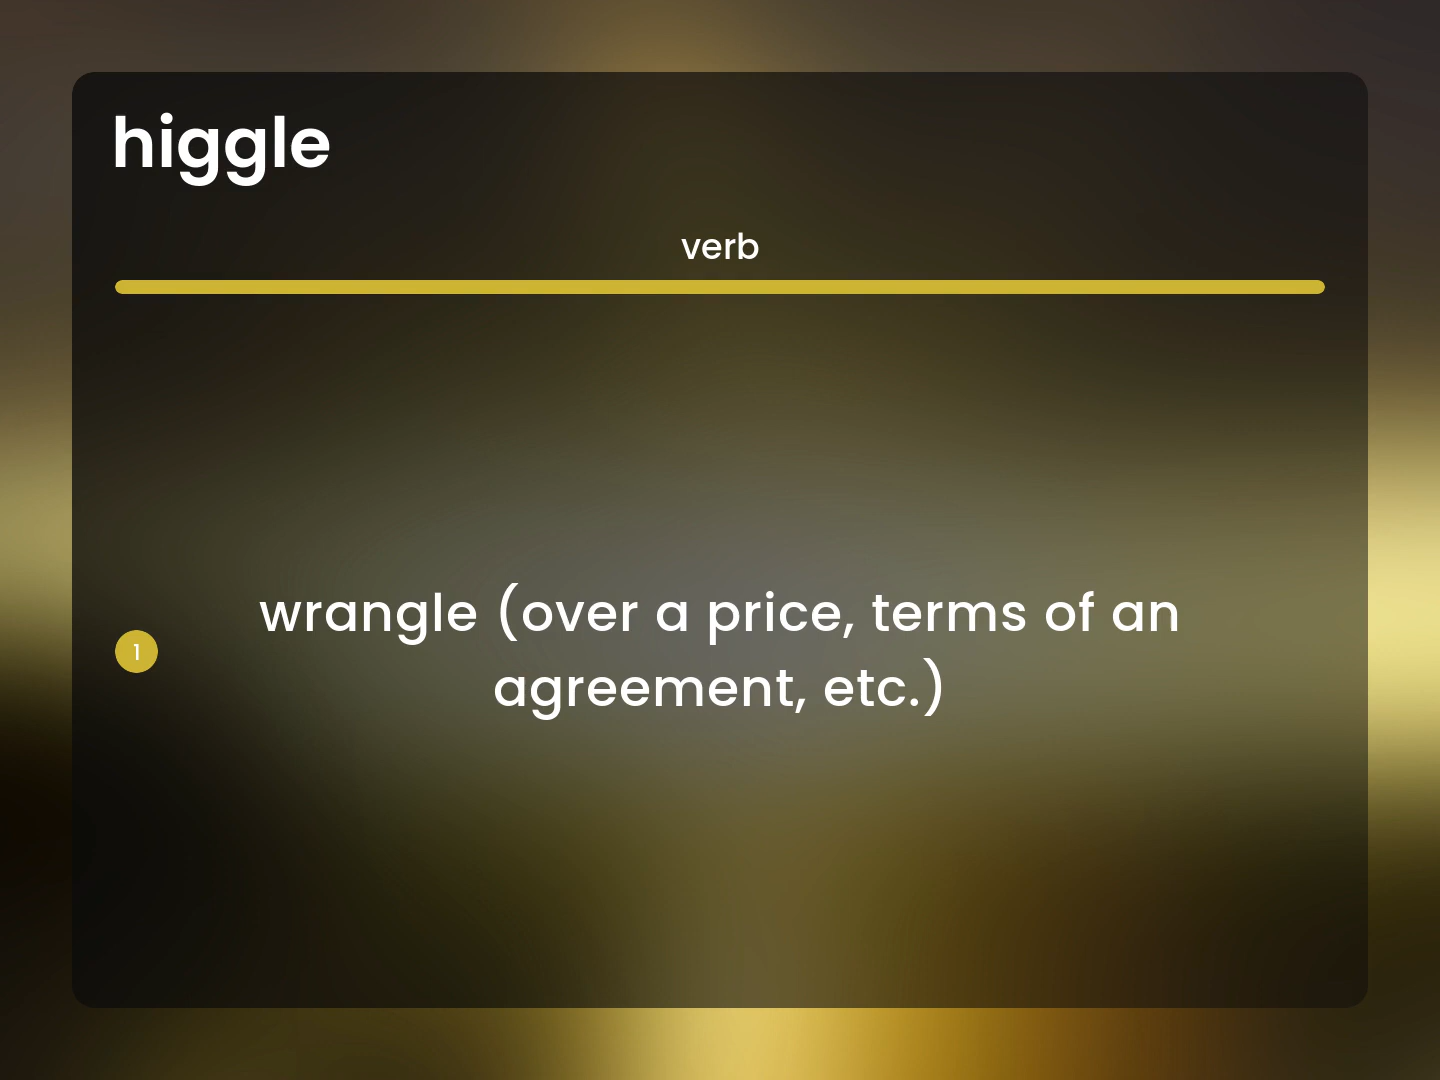 higgle
verb
1
wrangle (over a price, terms of an
agreement, etc.)